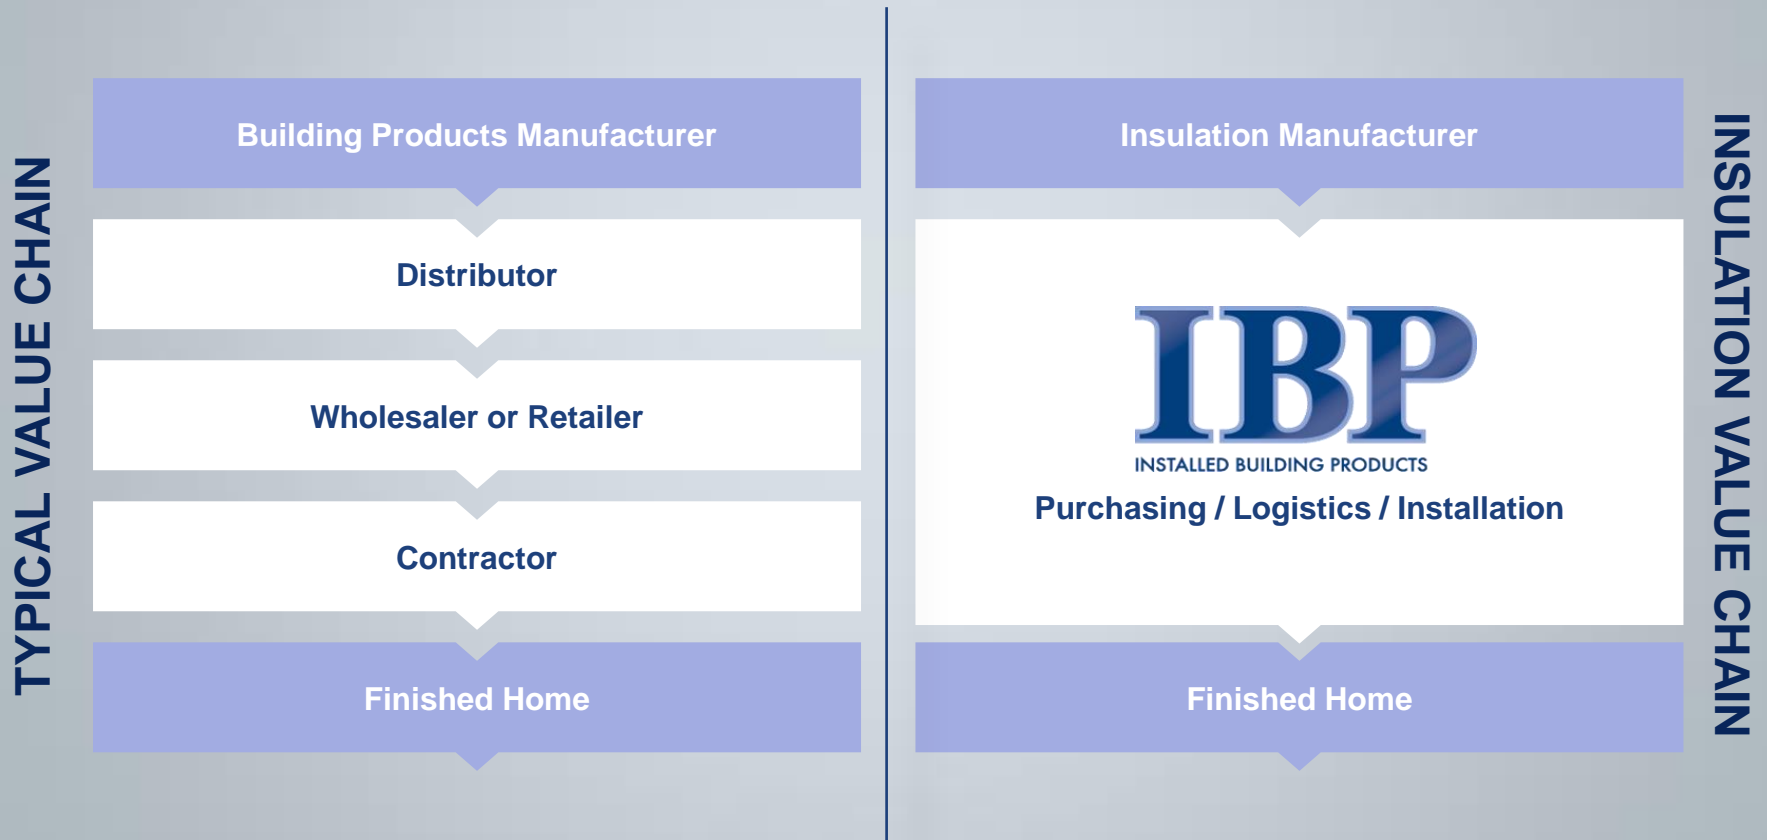 TYPICAL VALUE CHAIN
Building Products Manufacturer
Distributor
Wholesaler or Retailer
Contractor
Finished Home
Insulation Manufacturer
IBP
INSTALLED BUILDING PRODUCTS
Purchasing / Logistics / Installation
Finished Home
INSULATION VALUE CHAIN